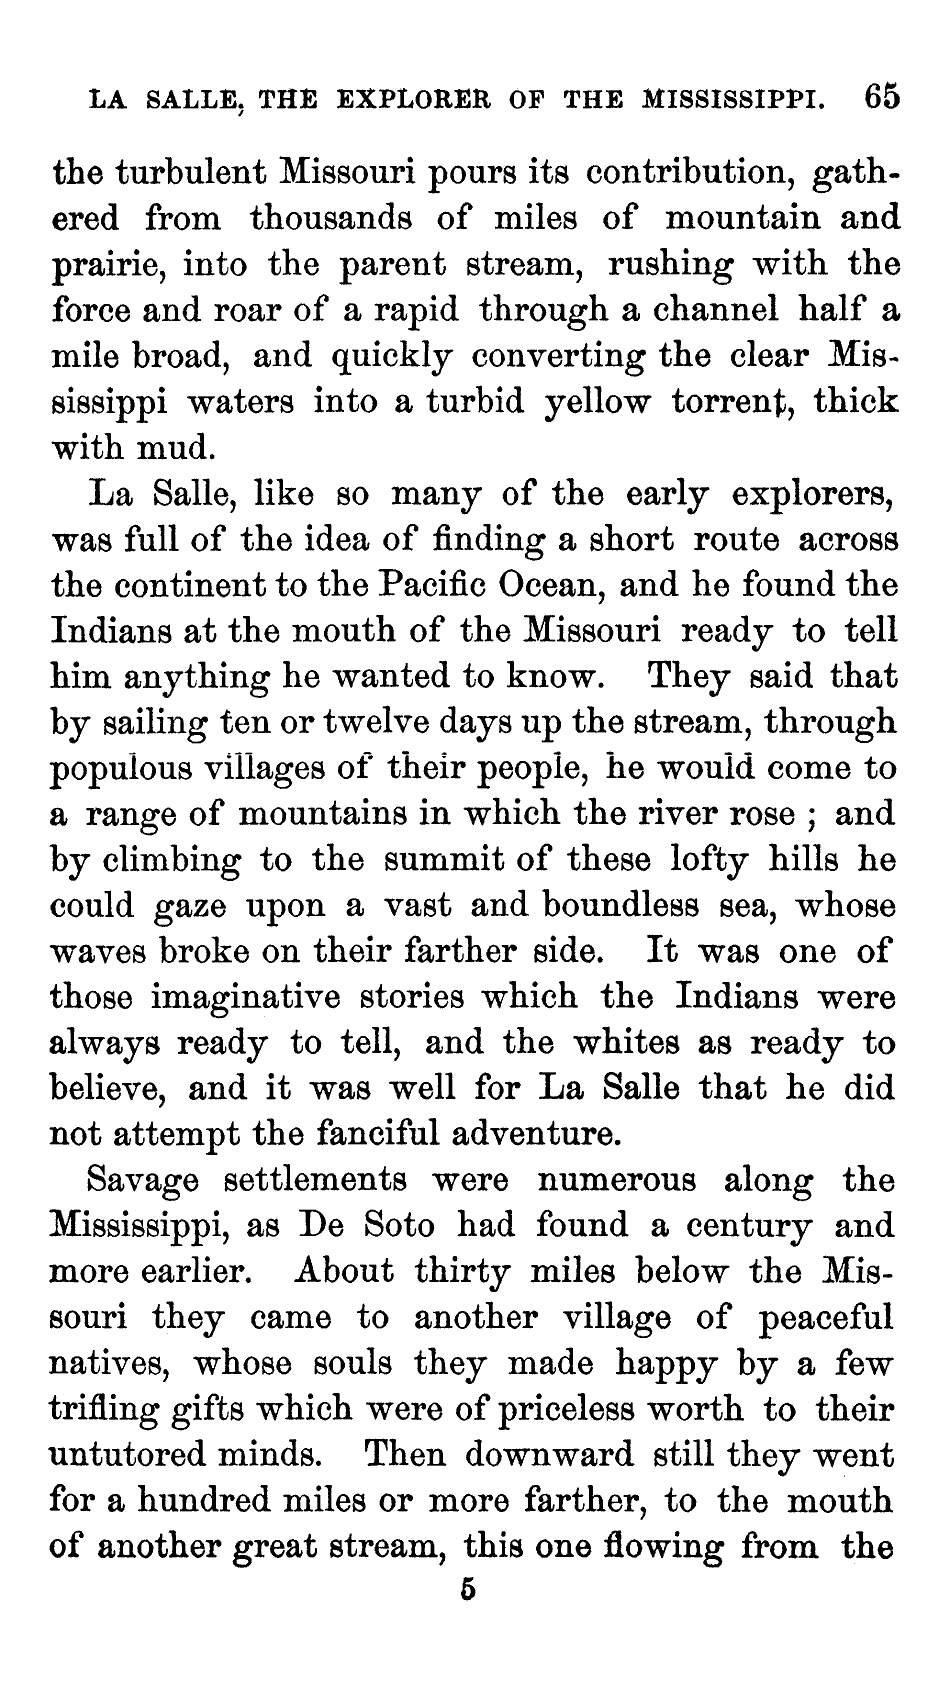 LA SALLE, THE EXPLORER OF THE MISSISSIPPI. 65
the turbulent Missouri pours its contribution, gath-
ered from thousands of miles of mountain and
prairie, into the parent stream, rushing with the
force and roar of a rapid through a channel half a
mile broad, and quickly converting the clear Mis-
sissippi waters into a turbid yellow torrent, thick
with mud.
La Salle, like so many of the early explorers,
was full of the idea of finding a short route across
the continent to the Pacific Ocean, and he found the
Indians at the mouth of the Missouri ready to tell
him anything he wanted to know. They said that
by sailing ten or twelve days up the stream, through
populous villages of their people, he would come to
a range of mountains in which the river rose ; and
by climbing to the summit of these lofty hills he
could gaze upon a vast and boundless sea, whose
waves broke on their farther side. It was one of
those imaginative stories which the Indians were
always ready to tell, and the whites as ready to
believe, and it was well for La Salle that he did
not attempt the fanciful adventure.
Savage settlements were numerous along the
Mississippi, as De Soto had found a century and
more earlier. About thirty miles below the Mis-
souri they came to another village of peaceful
natives, whose souls they made happy by a few
trifling gifts which were of priceless worth to their
untutored minds. Then downward still they went
for a hundred miles or more farther, to the mouth
of another great stream, this one flowing from the
5